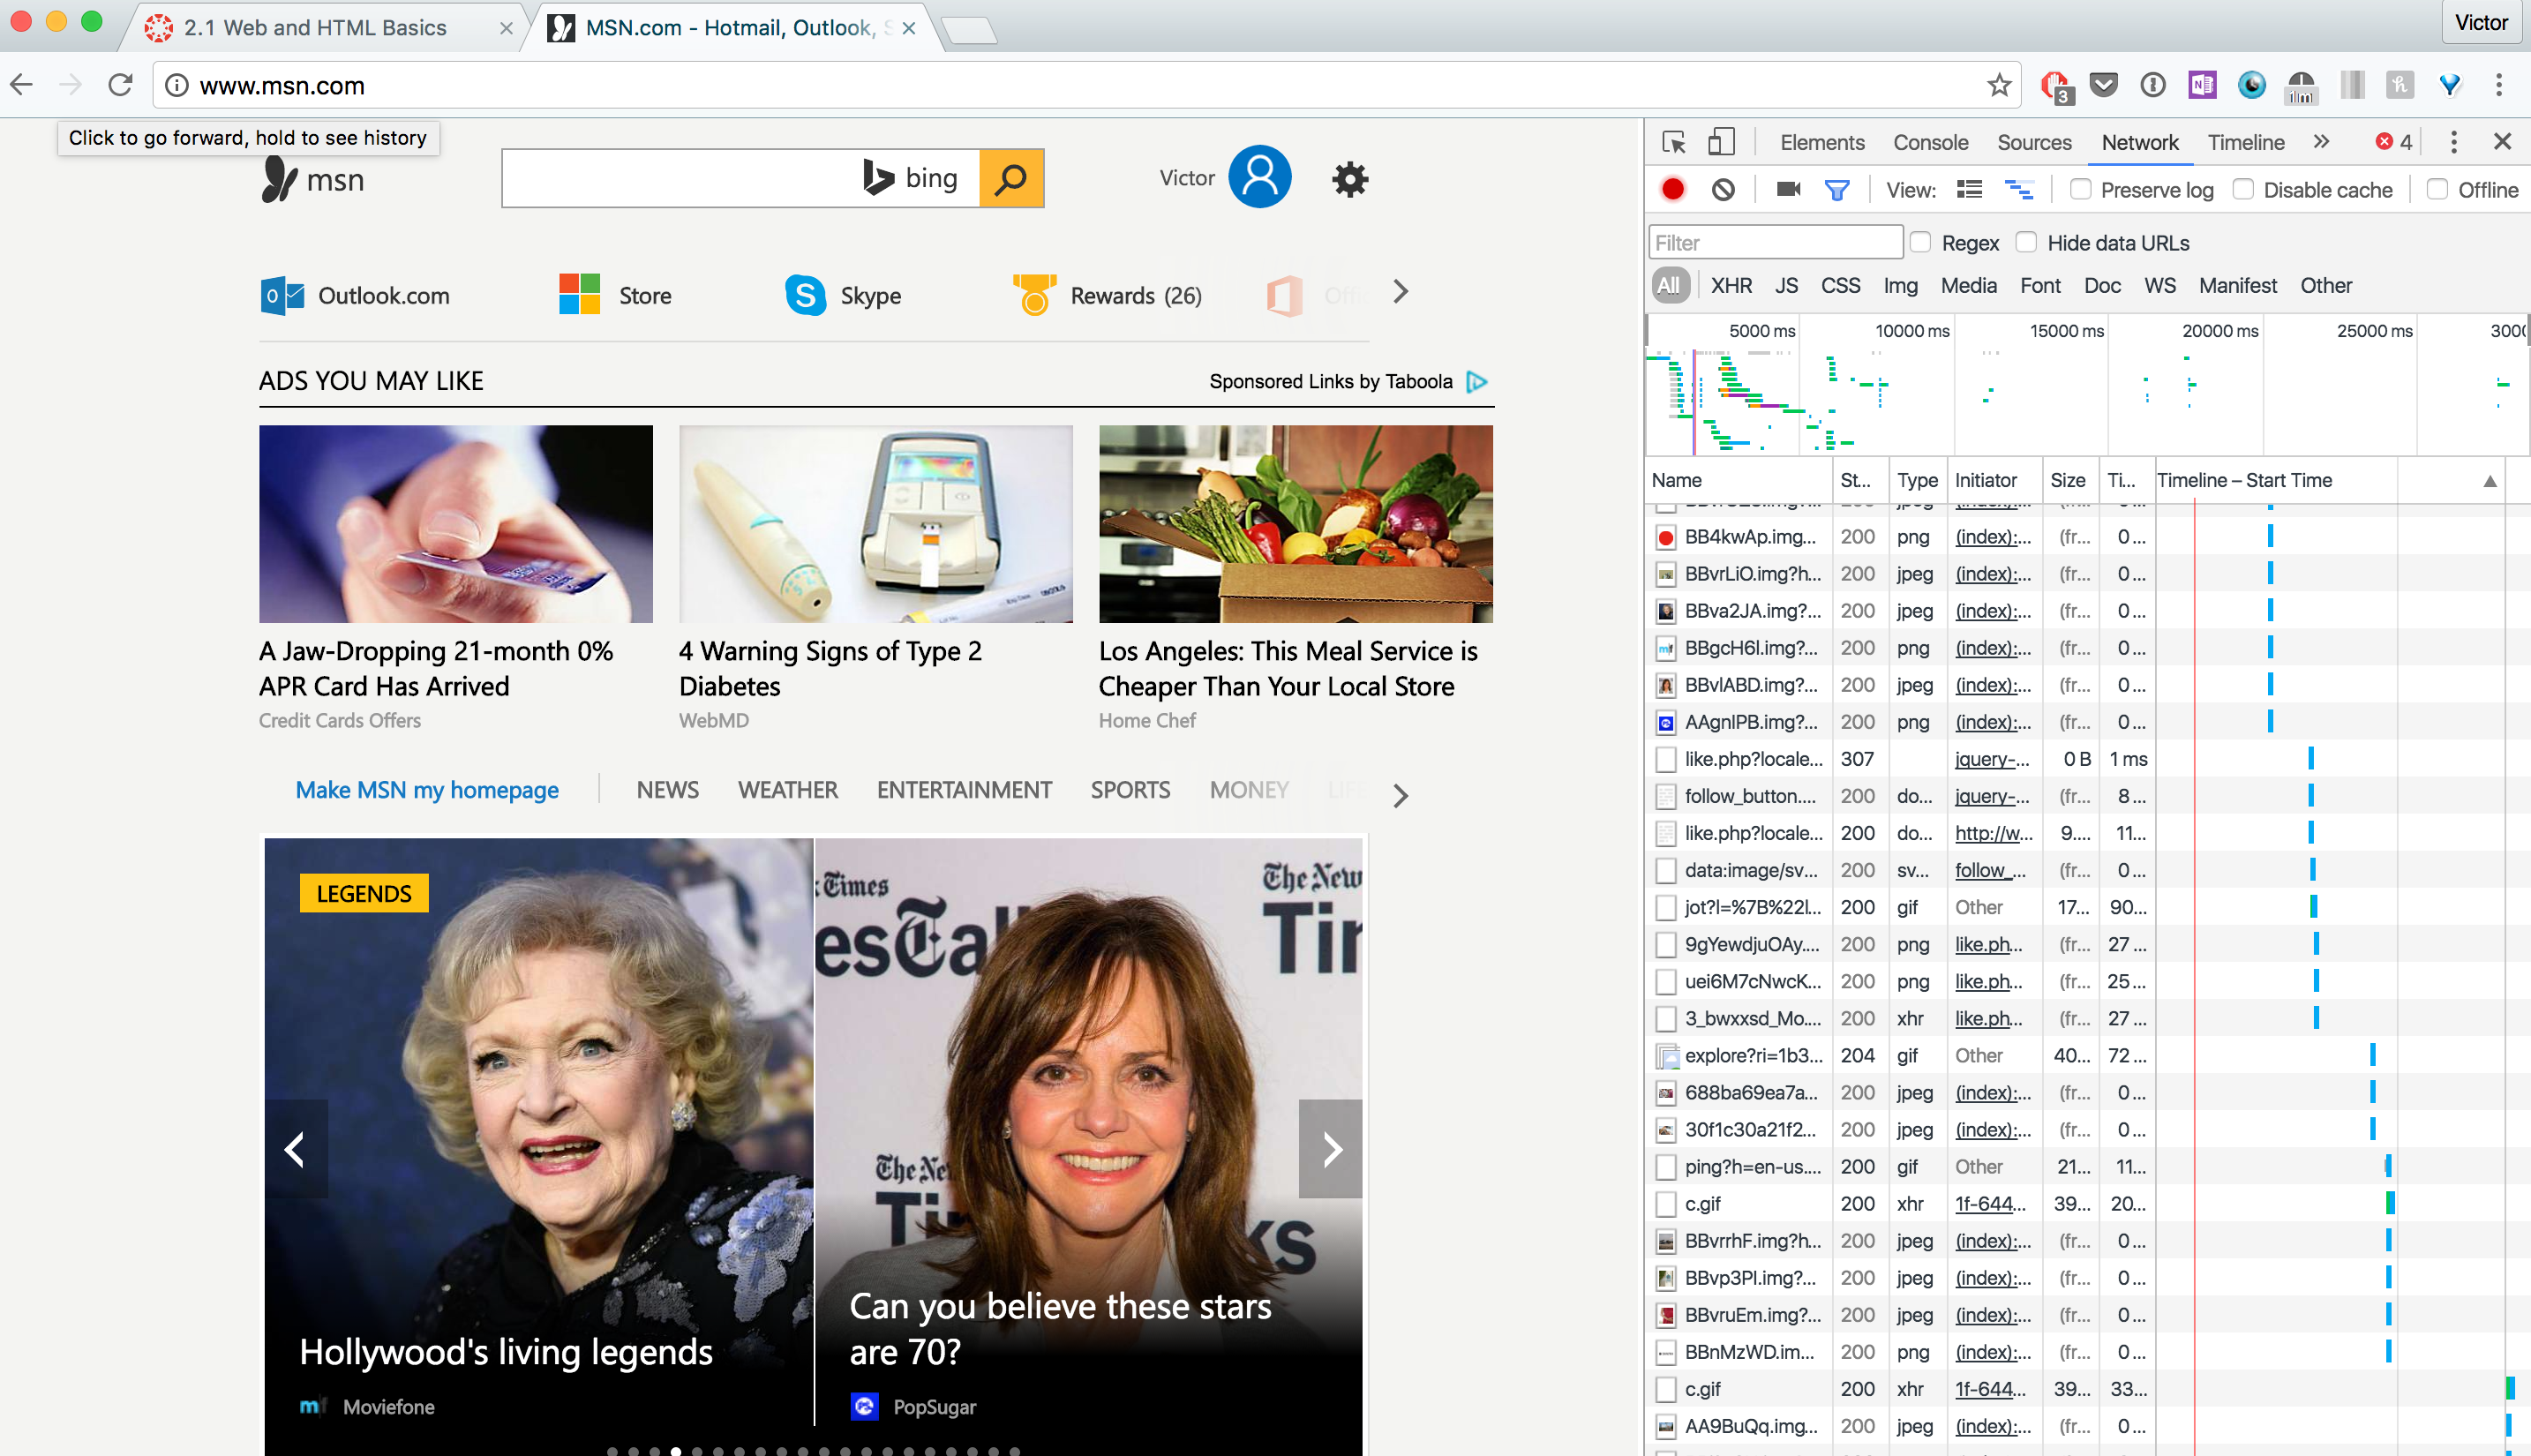 2.1 Web and HTML Basics
MSN.com - Hotmail, Outlook, S
Victor
www.msn.com
3
Click to go forward, hold to see history
msn
bing
Victor
Outlook.com
Store
Skype
Rewards (26)
ADS YOU MAY LIKE
Sponsored Links by Taboola
A Jaw-Dropping 21-month 0%
APR Card Has Arrived
Credit Cards Offers
4 Warning Signs of Type 2
Diabetes
WebMD
Los Angeles: This Meal Service is
Cheaper Than Your Local Store
Home Chef
Make MSN my homepage
NEWS WEATHER ENTERTAINMENT SPORTS MONEY
LEGENDS
Hollywood's living legends
Moviefone
Can you believe these stars
are 70?
PopSugar
Elements Console Sources Network Timeline 4
View: Preserve log Disable cache Offline
Filter Regex Hide data URLs
All XHR JS CSS Img Media Font Doc WS Manifest Other
5000 ms 10000 ms 15000 ms 20000 ms 25000 ms
Name St... Type Initiator Size Ti... Timeline – Start Time
BB4kwAp.img... 200 png (index):... (fr... 0...
BBvrLiO.img?h... 200 jpeg (index):... (fr... 0...
BBva2JA.img?... 200 jpeg (index):... (fr... 0...
BBgcH6l.img?... 200 png (index):... (fr... 0...
BBvlABD.img?... 200 jpeg (index):... (fr... 0...
AAgnlPB.img?... 200 png (index):... (fr... 0...
like.php?locale... 307 jquery-... 0 B 1 ms
follow_button.... 200 do... jquery-... (fr... 8...
like.php?locale... 200 do... http://w... 9.... 11...
data:image/sv... 200 sv... follow_... (fr... 0...
jot?l=%7B%22l... 200 gif Other 17... 90...
9gYewdjuOAy.... 200 png like.ph... (fr... 27...
uei6M7cNwcK... 200 png like.ph... (fr... 25...
3_bwxxsd_Mo.... 200 xhr like.ph... (fr... 27...
explore?ri=1b3... 204 gif Other 40... 72...
688ba69ea7a... 200 jpeg (index):... (fr... 0...
30f1c30a21f2... 200 jpeg (index):... (fr... 0...
ping?h=en-us.... 200 gif Other 21... 11...
c.gif 200 xhr 1f-644... 39... 20...
BBvrrhF.img?h... 200 jpeg (index):... (fr... 0...
BBvp3Pl.img?... 200 jpeg (index):... (fr... 0...
BBvruEm.img?... 200 jpeg (index):... (fr... 0...
BBnMzWD.im... 200 png (index):... (fr... 0...
c.gif 200 xhr 1f-644... 39... 33...
AA9BuQq.img... 200 jpeg (index):... (fr... 0...